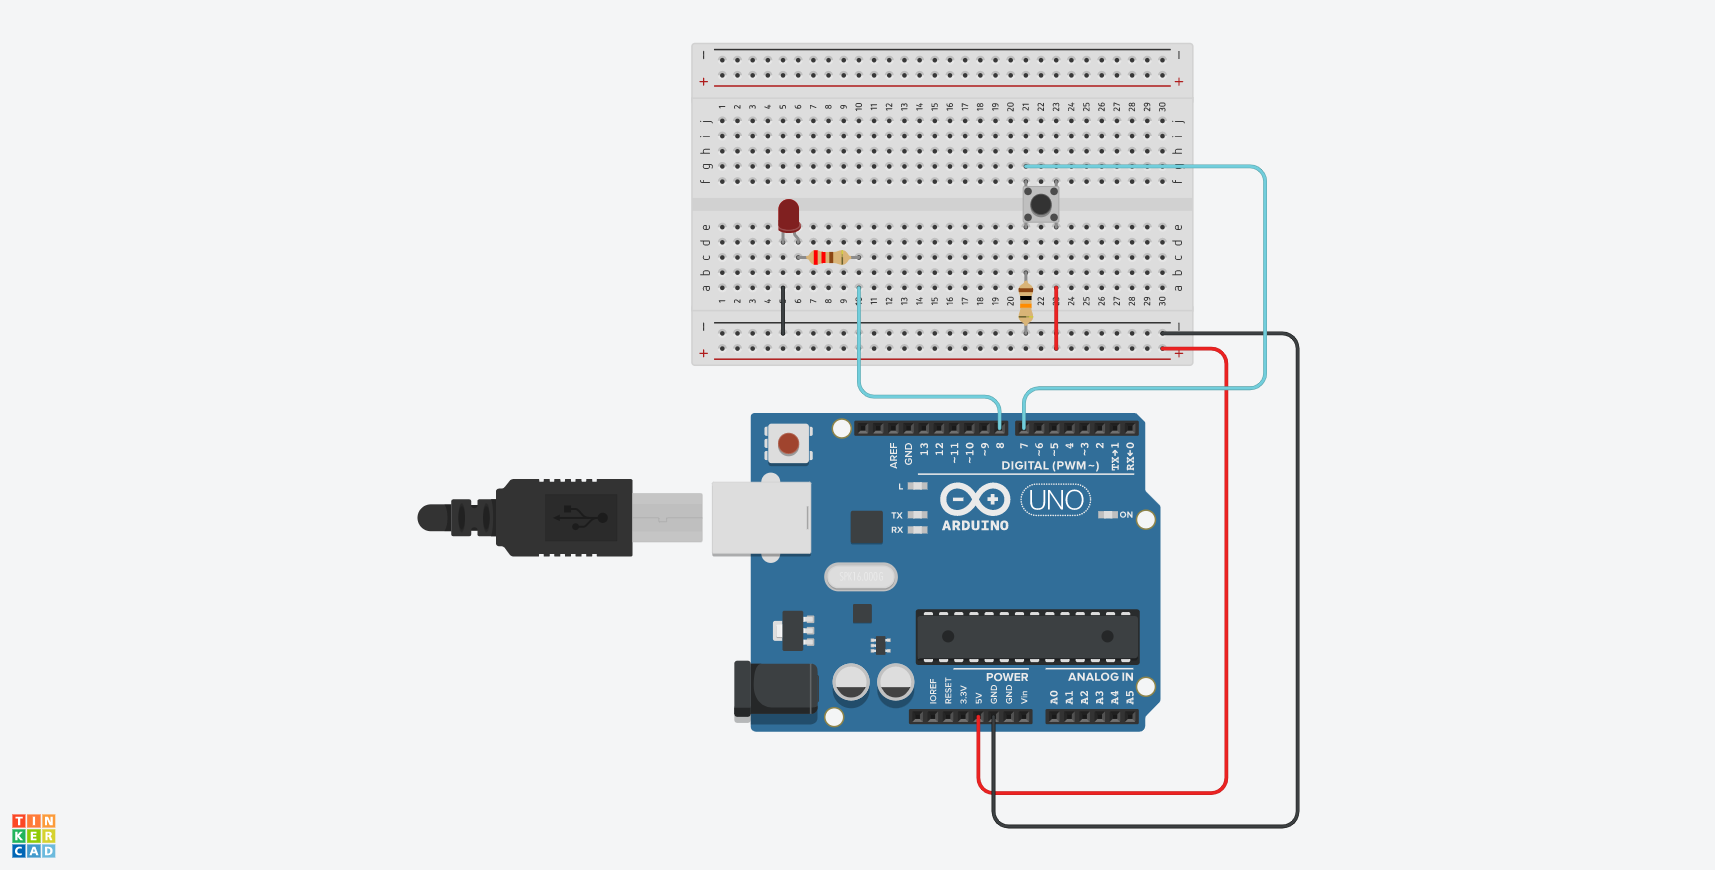 − −
+ +
1 2 3 4 5 6 7 8 9 10 11 12 13 14 15 16 17 18 19 20 21 22 23 24 25 26 27 28 29 30
j j
i i
h h
g g
f f
e e
d d
c c
b b
a a
1 2 3 4 5 6 7 8 9 10 11 12 13 14 15 16 17 18 19 20 22 23 24 25 26 27 28 29 30
− −
+ +
AREF GND 13 12 ~11 ~10 ~9 8 7 ~6 ~5 4 ~3 2 TX→1 RX←0
DIGITAL (PWM ~)
L
TX
RX
UNO
ARDUINO
ON
POWER
ANALOG IN
IOREF RESET 3.3V 5V GND GND Vin A0 A1 A2 A3 A4 A5
TIN
KER
CAD